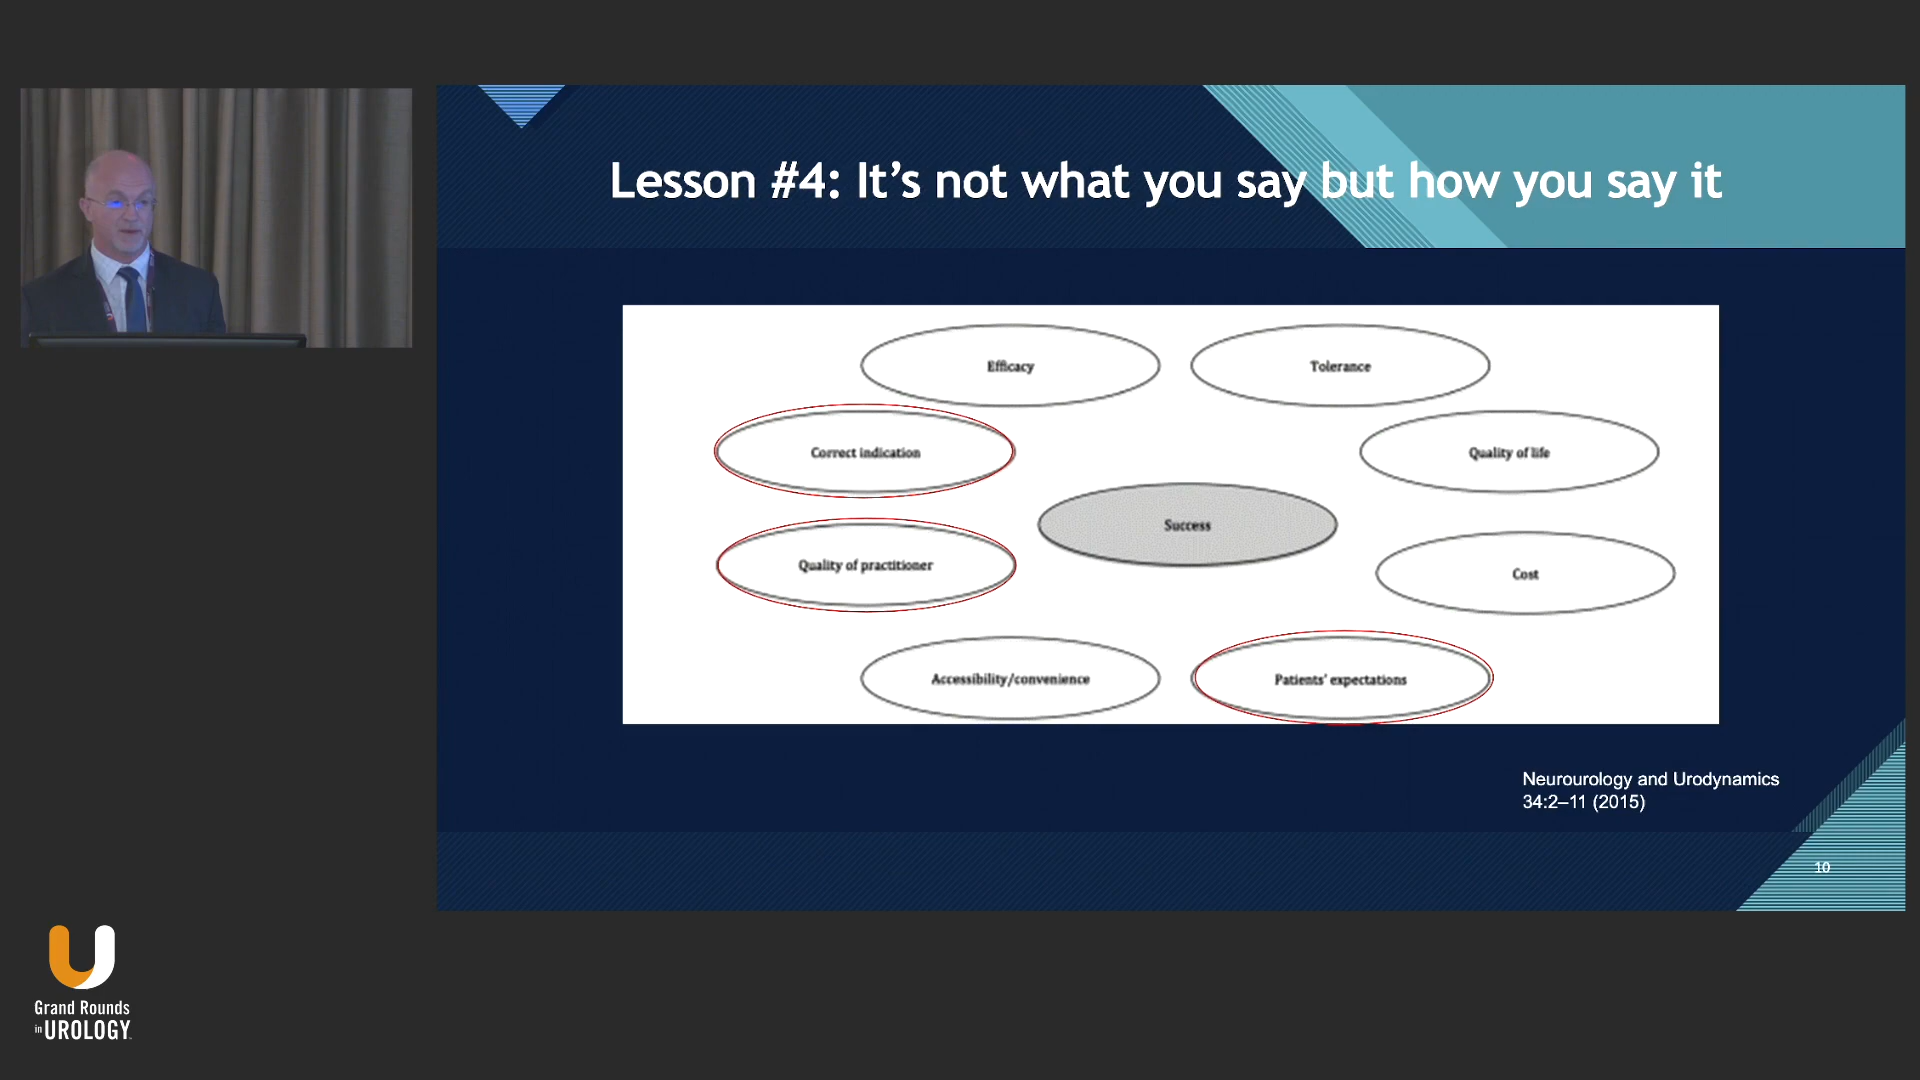 Lesson #4: It’s not what you say but how you say it
Efficacy
Tolerance
Correct indication
Quality of life
Success
Quality of practitioner
Cost
Accessibility/convenience
Patients’ expectations
Neurourology and Urodynamics
34:2–11 (2015)
10
Grand Rounds
in UROLOGY